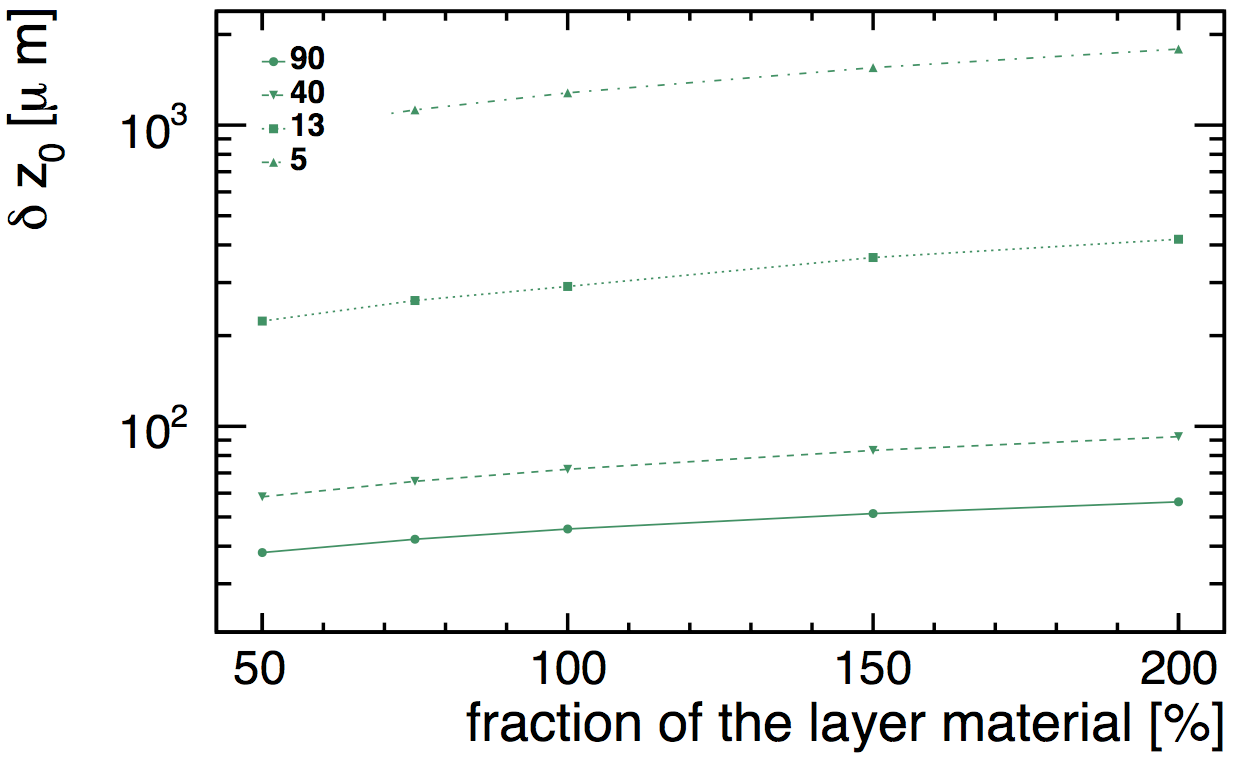 δ z₀ [μ m]
10³
10²
90
40
13
5
50 100 150 200
fraction of the layer material [%]